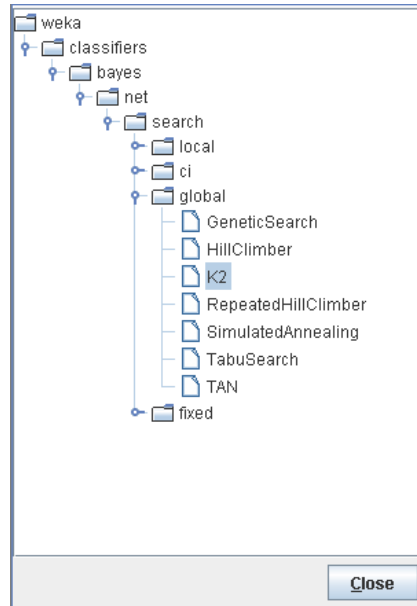 weka
classifiers
bayes
net
search
local
ci
global
GeneticSearch
HillClimber
K2
RepeatedHillClimber
SimulatedAnnealing
TabuSearch
TAN
fixed
Close